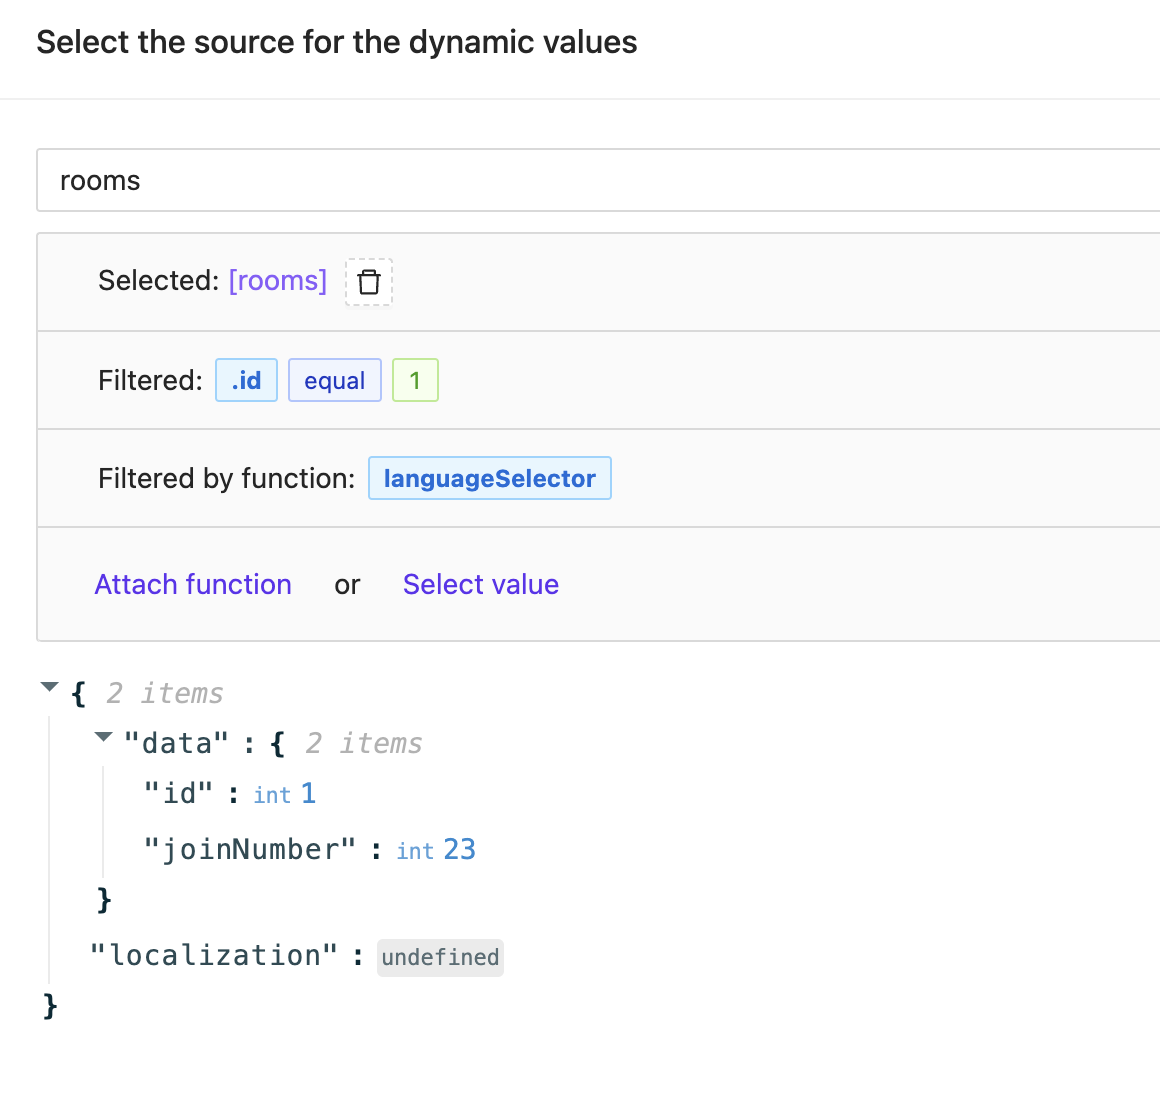 Select the source for the dynamic values
rooms
Selected: [rooms]
Filtered: .id equal 1
Filtered by function: languageSelector
Attach function or Select value
{ 2 items
"data" : { 2 items
"id" : int 1
"joinNumber" : int 23
}
"localization" : undefined
}